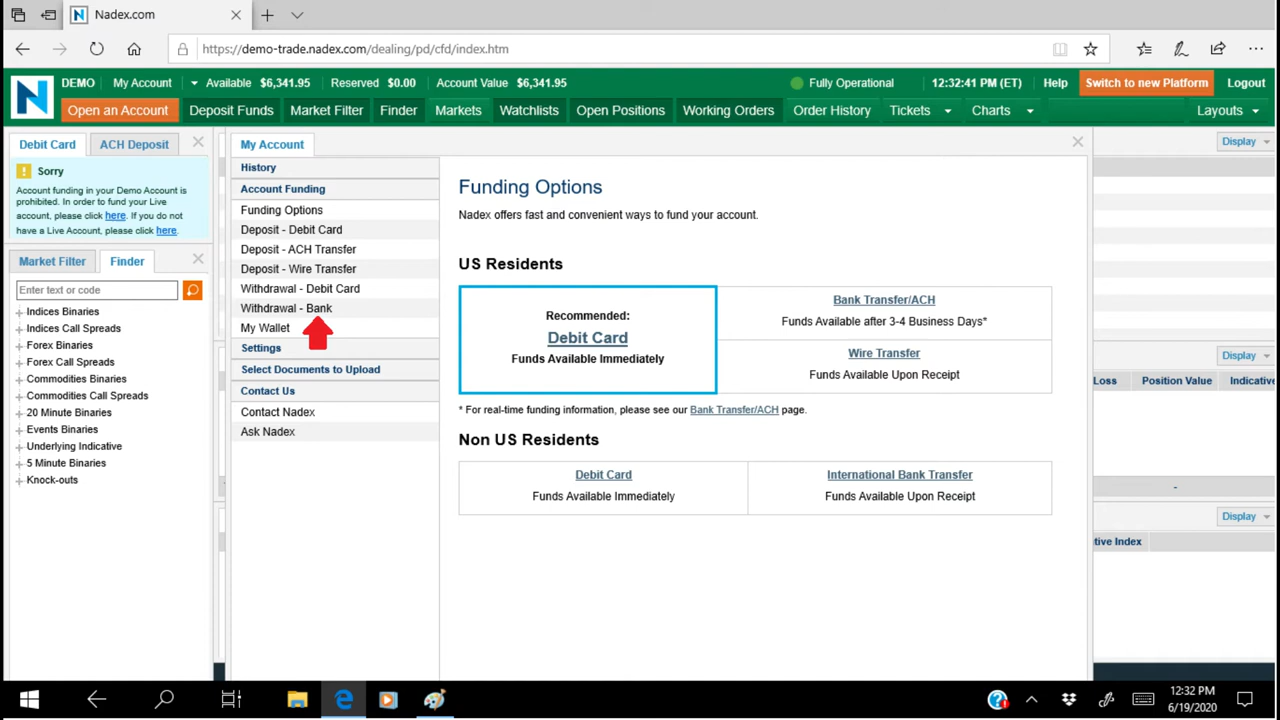 Nadex.com
https://demo-trade.nadex.com/dealing/pd/cfd/index.htm
N DEMO My Account Available $6,341.95 Reserved $0.00 Account Value $6,341.95 Fully Operational 12:32:41 PM (ET) Help Switch to new Platform Logout
Open an Account Deposit Funds Market Filter Finder Markets Watchlists Open Positions Working Orders Order History Tickets Charts Layouts
Debit Card ACH Deposit
Sorry
Account funding in your Demo Account is
prohibited. In order to fund your Live
account, please click here. If you do not
have a Live Account, please click here.
Market Filter Finder
Enter text or code
Indices Binaries
Indices Call Spreads
Forex Binaries
Forex Call Spreads
Commodities Binaries
Commodities Call Spreads
20 Minute Binaries
Events Binaries
Underlying Indicative
5 Minute Binaries
Knock-outs
My Account
History
Account Funding
Funding Options
Deposit - Debit Card
Deposit - ACH Transfer
Deposit - Wire Transfer
Withdrawal - Debit Card
Withdrawal - Bank
My Wallet
Settings
Select Documents to Upload
Contact Us
Contact Nadex
Ask Nadex
Funding Options
Nadex offers fast and convenient ways to fund your account.
US Residents
Recommended:
Debit Card
Funds Available Immediately
Bank Transfer/ACH
Funds Available after 3-4 Business Days*
Wire Transfer
Funds Available Upon Receipt
* For real-time funding information, please see our Bank Transfer/ACH page.
Non US Residents
Debit Card
Funds Available Immediately
International Bank Transfer
Funds Available Upon Receipt
Display
Display
Loss Position Value Indicative
-
Display
tive Index
12:32 PM
6/19/2020